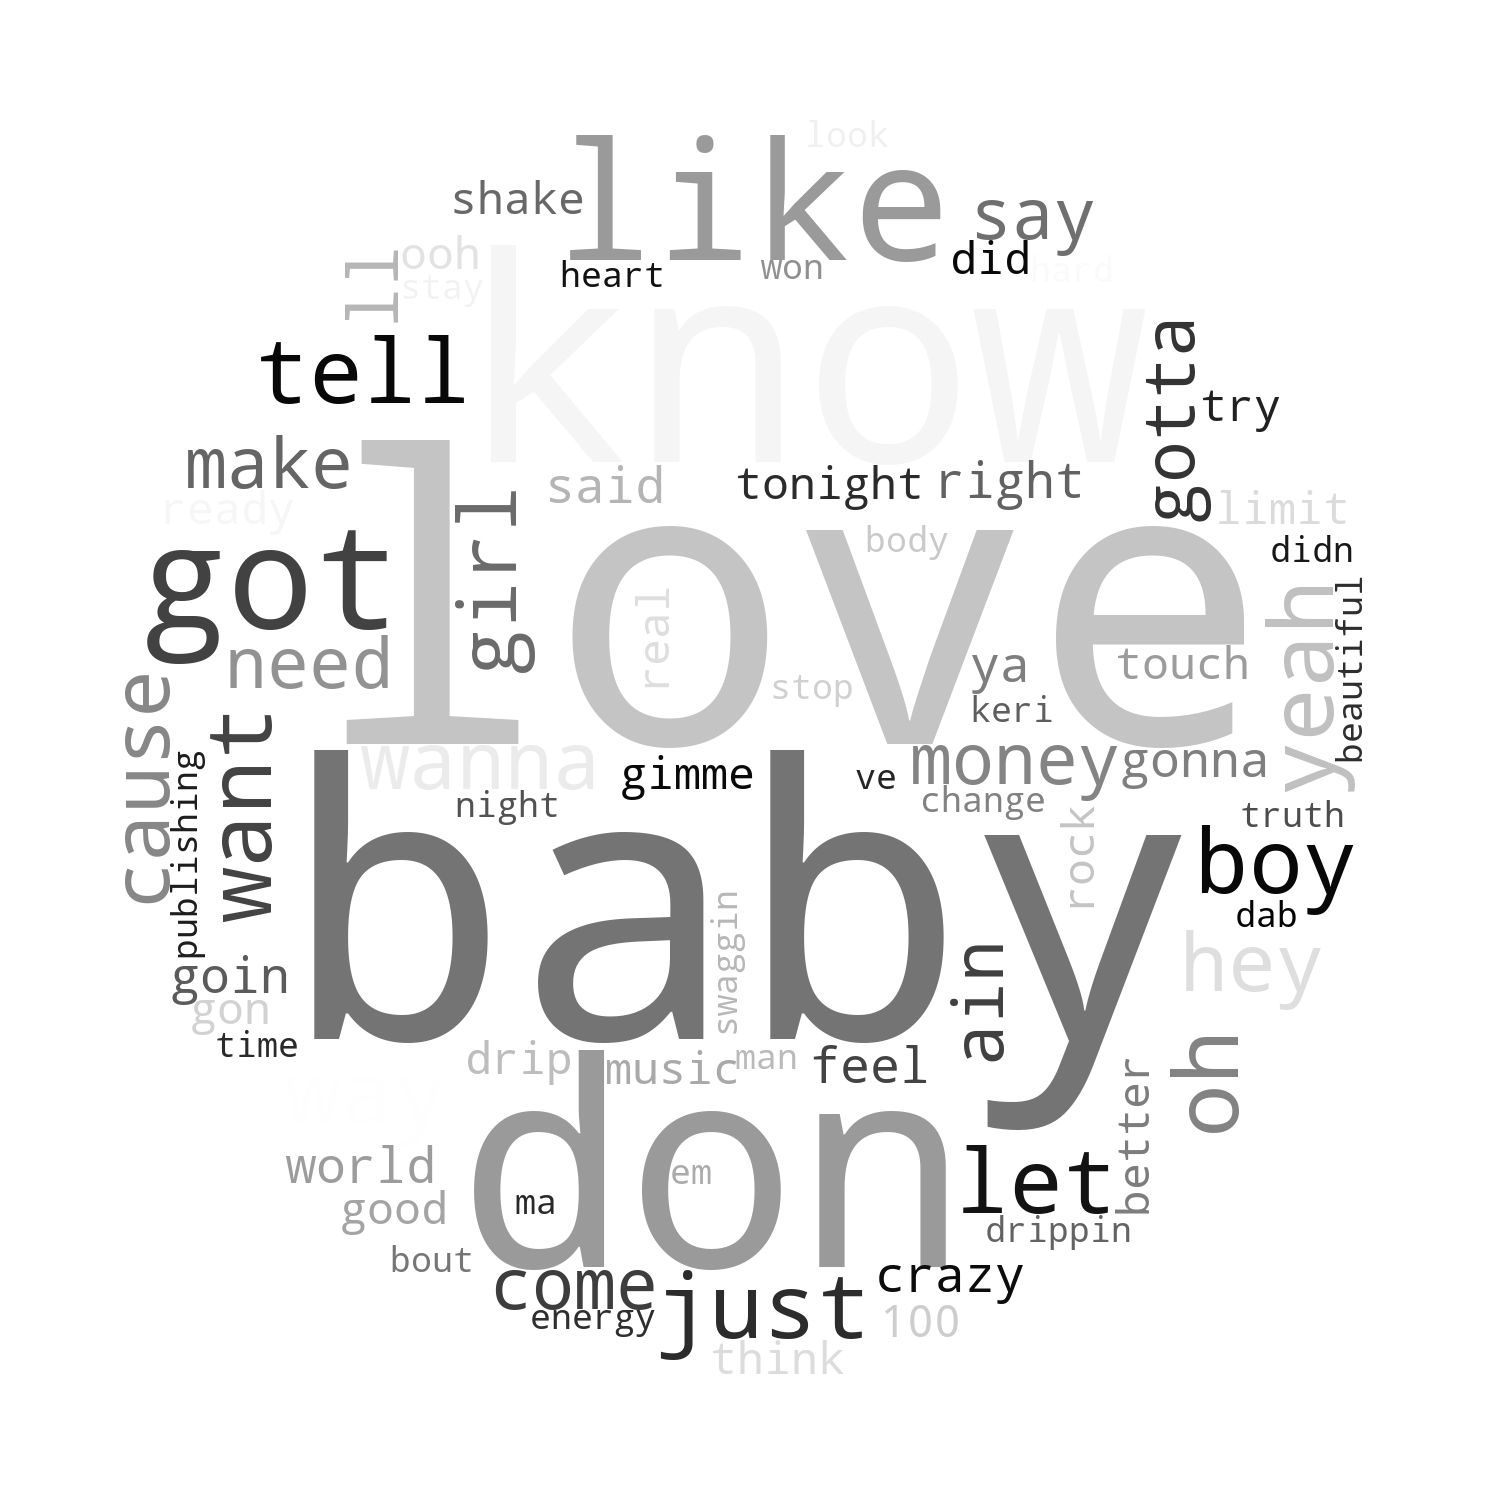 look
like
shake
say
ooh
ll
heart
won
did
hard
stay
know
tell
gotta
try
make
said
tonight
right
ready
girl
limit
got
love
body
didn
yeah
beautiful
real
need
ya
touch
stop
keri
cause
want
publishing
wanna
gimme
ve
money
gonna
night
change
rock
truth
baby
boy
dab
swaggin
goin
gon
ain
hey
time
drip
music
man
feel
oh
way
better
don
world
em
let
good
ma
drippin
bout
come
crazy
energy
just
100
think